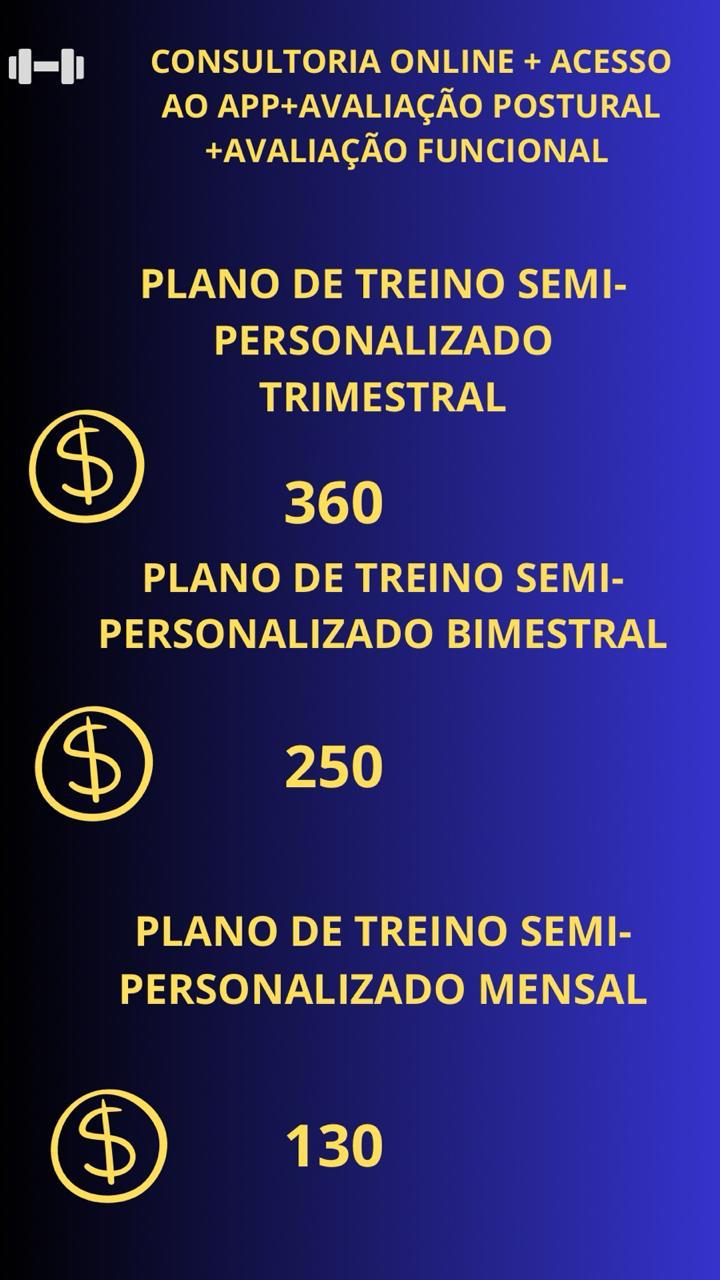 CONSULTORIA ONLINE + ACESSO
AO APP+AVALIAÇÃO POSTURAL
+AVALIAÇÃO FUNCIONAL
PLANO DE TREINO SEMI-
PERSONALIZADO
TRIMESTRAL
$
360
PLANO DE TREINO SEMI-
PERSONALIZADO BIMESTRAL
$
250
PLANO DE TREINO SEMI-
PERSONALIZADO MENSAL
$
130